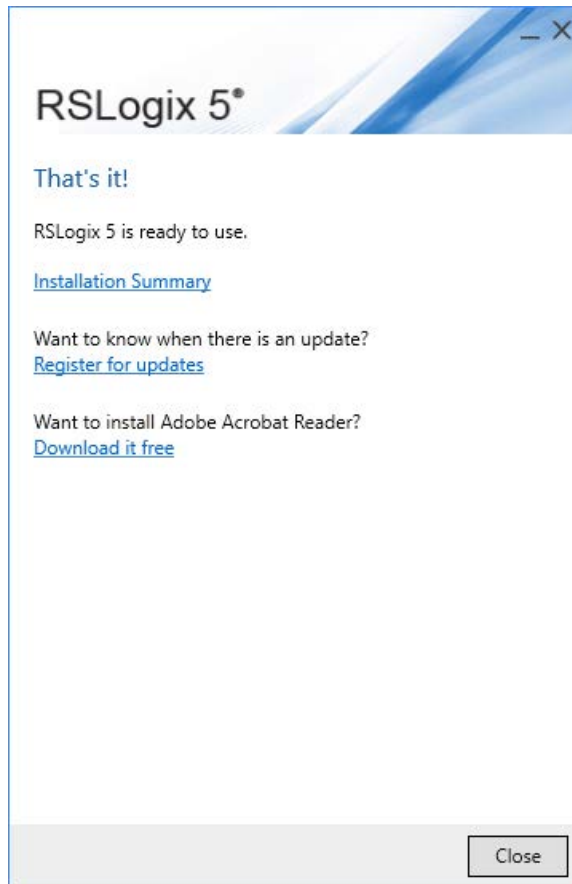 RSLogix 5®
That's it!
RSLogix 5 is ready to use.
Installation Summary
Want to know when there is an update?
Register for updates
Want to install Adobe Acrobat Reader?
Download it free
Close